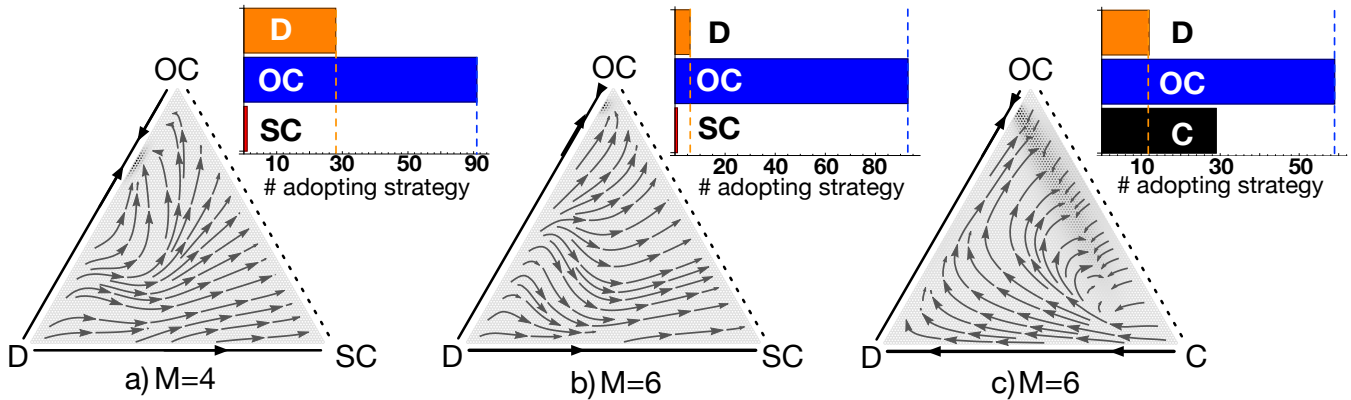 D
OC
SC
10 30 50 70 90
# adopting strategy
OC
D SC
a) M=4
D
OC
SC
20 40 60 80
# adopting strategy
OC
D SC
b) M=6
D
OC
C
10 30 50
# adopting strategy
OC
D C
c) M=6